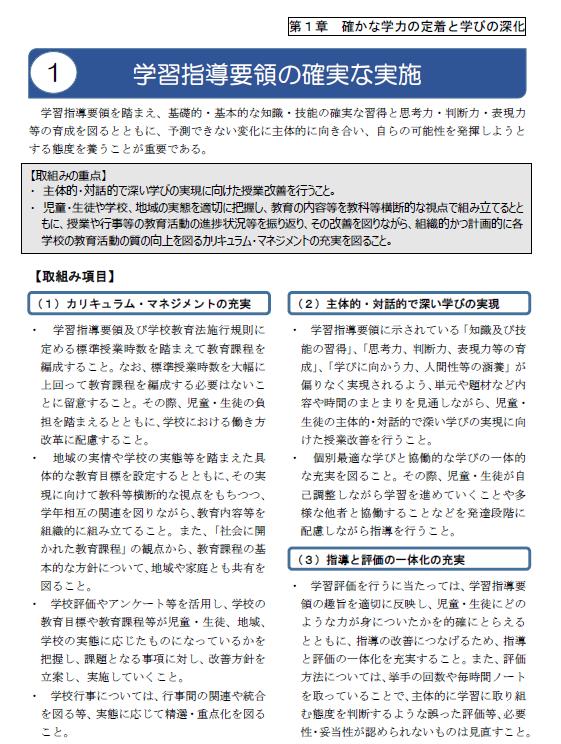 第１章　確かな学力の定着と学びの深化
1
学習指導要領の確実な実施
学習指導要領を踏まえ、基礎的・基本的な知識・技能の確実な習得と思考力・判断力・表現力
等の育成を図るとともに、予測できない変化に主体的に向き合い、自らの可能性を発揮しようと
する態度を養うことが重要である。
【取組みの重点】
・ 主体的・対話的で深い学びの実現に向けた授業改善を行うこと。
・ 児童・生徒や学校、地域の実態を適切に把握し、教育の内容等を教科等横断的な視点で組み立てるとと
もに、授業や行事等の教育活動の進捗状況等を振り返り、その改善を図りながら、組織的かつ計画的に各
学校の教育活動の質の向上を図るカリキュラム・マネジメントの充実を図ること。
【取組み項目】
（１）カリキュラム・マネジメントの充実
・ 学習指導要領及び学校教育法施行規則に
定める標準授業時数を踏まえて教育課程を
編成すること。なお、標準授業時数を大幅に
上回って教育課程を編成する必要はないこ
とに留意すること。その際、児童・生徒の負
担を踏まえるとともに、学校における働き方
改革に配慮すること。
・ 地域の実情や学校の実態等を踏まえた具
体的な教育目標を設定するとともに、その実
現に向けて教科等横断的な視点をもちつつ、
学年相互の関連を図りながら、教育内容等を
組織的に組み立てること。また、「社会に開
かれた教育課程」の観点から、教育課程の基
本的な方針について、地域や家庭とも共有を
図ること。
・ 学校評価やアンケート等を活用し、学校の
教育目標や教育課程等が児童・生徒、地域、
学校の実態に応じたものになっているかを
把握し、課題となる事項に対し、改善方針を
立案し、実施していくこと。
・ 学校行事については、行事間の関連や統合
を図る等、実態に応じて精選・重点化を図る
こと。
（２）主体的・対話的で深い学びの実現
・ 学習指導要領に示されている「知識及び技
能の習得」、「思考力、判断力、表現力等の育
成」、「学びに向かう力、人間性等の涵養」が
偏りなく実現されるよう、単元や題材など内
容や時間のまとまりを見通しながら、児童・
生徒の主体的・対話的で深い学びの実現に向
けた授業改善を行うこと。
・ 個別最適な学びと協働的な学びの一体的
な充実を図ること。その際、児童・生徒が自
己調整しながら学習を進めていくことや多
様な他者と協働することなどを発達段階に
配慮しながら指導を行うこと。
（３）指導と評価の一体化の充実
・ 学習評価を行うに当たっては、学習指導要
領の趣旨を適切に反映し、児童・生徒にどの
ような力が身についたかを的確にとらえる
とともに、指導の改善につなげるため、指導
と評価の一体化を充実すること。また、評価
方法については、挙手の回数や毎時間ノート
を取っていることで、主体的に学習に取り組
む態度を判断するような誤った評価等、必要
性・妥当性が認められないものは見直すこと。